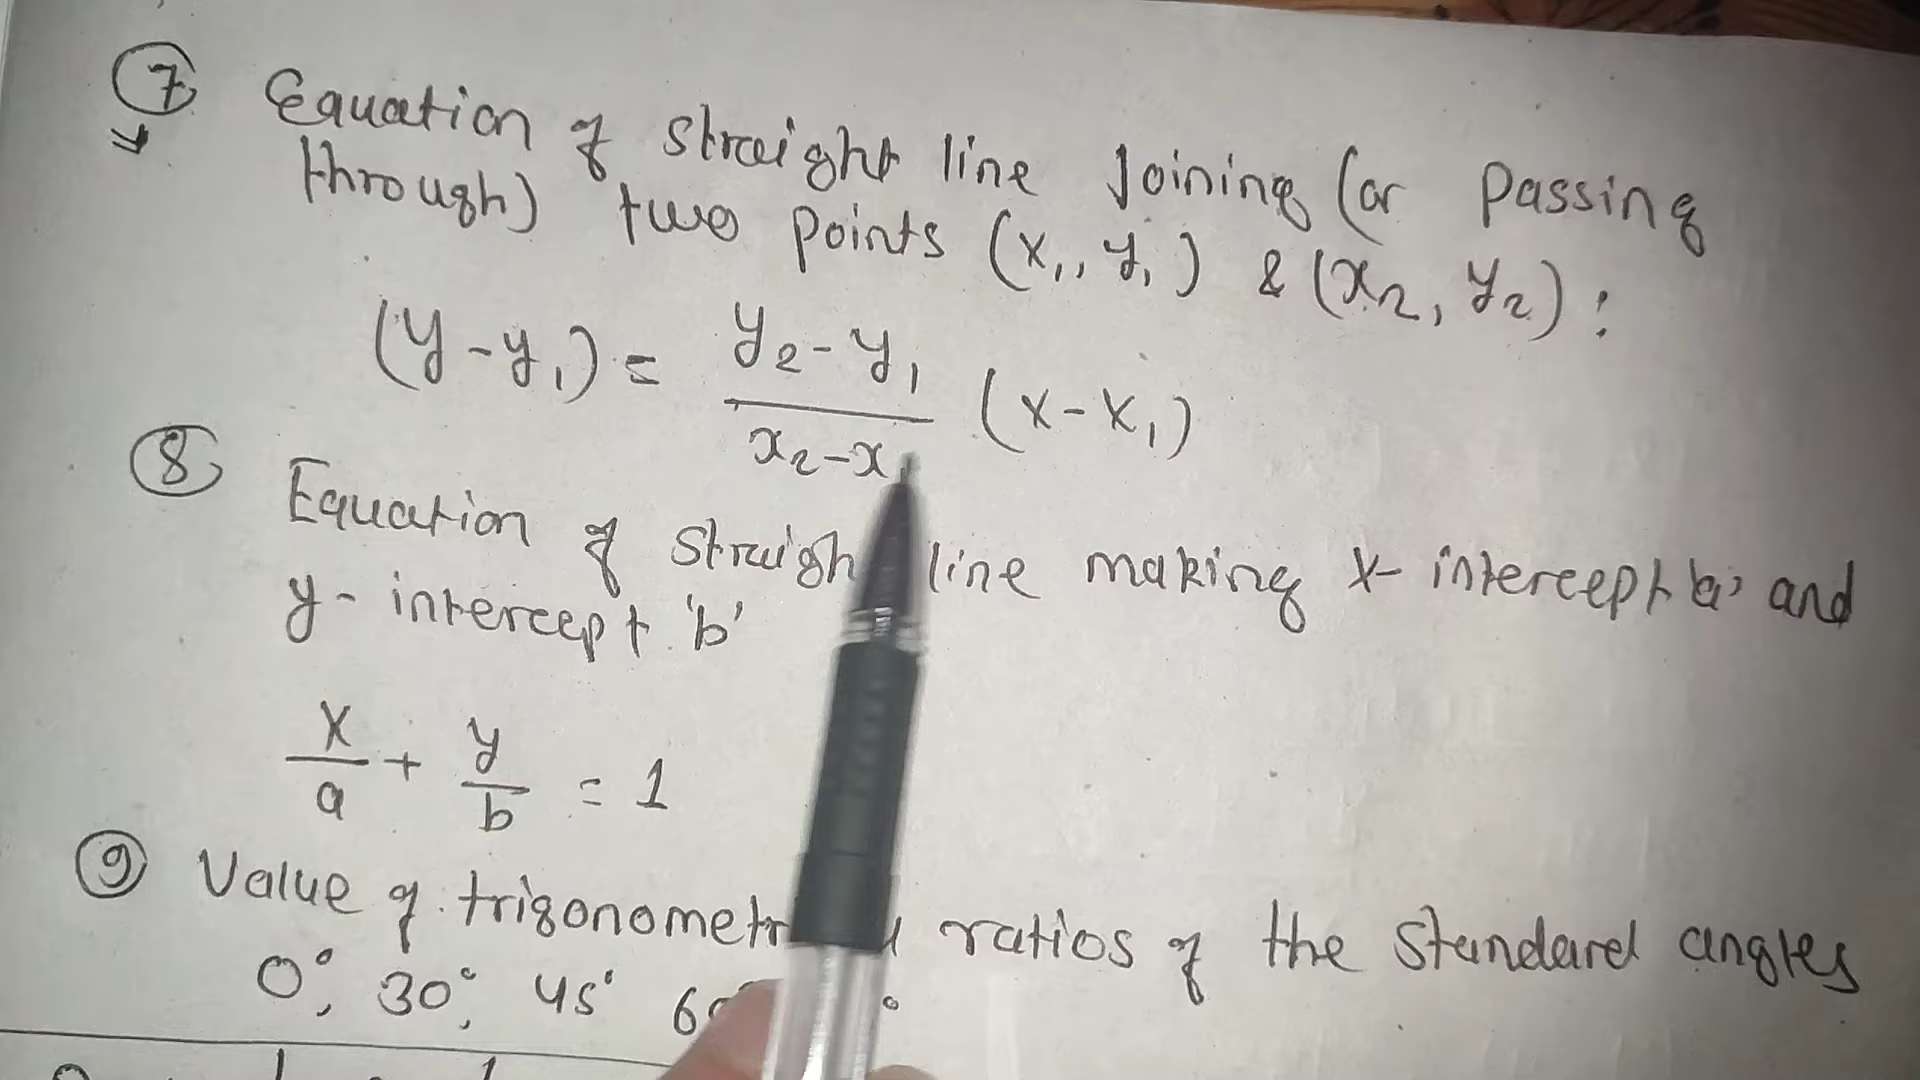 7 Equation of straight line Joining (or Passing
through) two points (x₁, y₁) & (x₂, y₂) :
(y - y₁) = y₂ - y₁ / x₂ - x₁ (x - x₁)
8 Equation of straigh line making x- intercept 'a' and
y - intercept 'b'
x/a + y/b = 1
9 Value of ratios of the Standard angles
0°, 30°, 45°